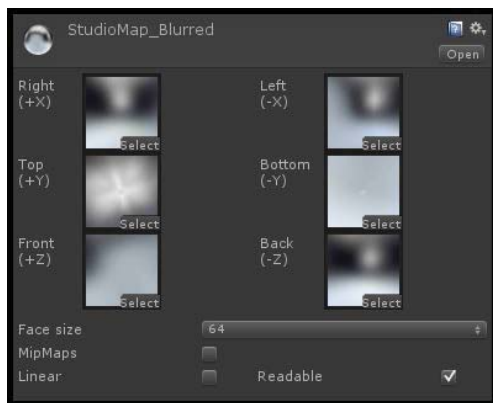 StudioMap_Blurred
Open
Right
(+X)
Select
Left
(-X)
Select
Top
(+Y)
Select
Bottom
(-Y)
Select
Front
(+Z)
Select
Back
(-Z)
Select
Face size 64
MipMaps
Linear Readable